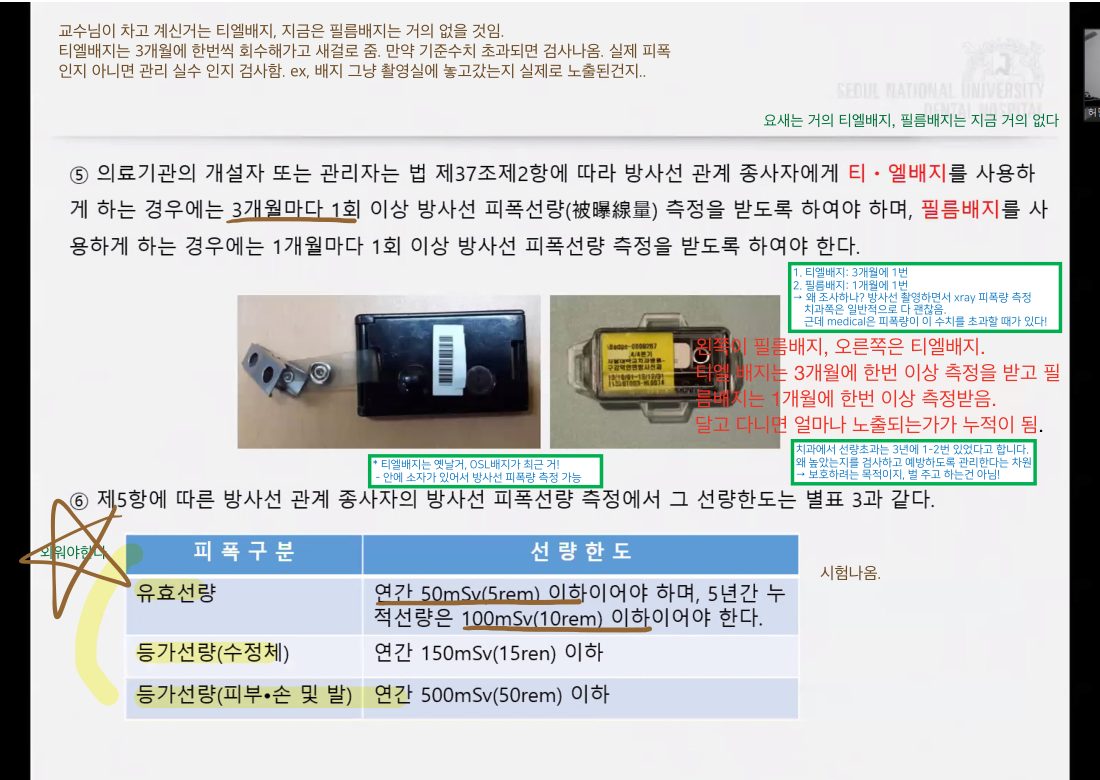 교수님이 차고 계신거는 티엘배지, 지금은 필름배지는 거의 없을 것임.
티엘배지는 3개월에 한번씩 회수해가고 새걸로 줌. 만약 기준수치 초과되면 검사나옴. 실제 피폭
인지 아니면 관리 실수 인지 검사함. ex, 배지 그냥 촬영실에 놓고갔는지 실제로 노출된건지..
SEOUL NATIONAL UNIVERSITY
DENTAL HOSPITAL
요새는 거의 티엘배지, 필름배지는 지금 거의 없다
⑤ 의료기관의 개설자 또는 관리자는 법 제37조제2항에 따라 방사선 관계 종사자에게 티・엘배지를 사용하
게 하는 경우에는 3개월마다 1회 이상 방사선 피폭선량(被曝線量) 측정을 받도록 하여야 하며, 필름배지를 사
용하게 하는 경우에는 1개월마다 1회 이상 방사선 피폭선량 측정을 받도록 하여야 한다.
1. 티엘배지: 3개월에 1번
2. 필름배지: 1개월에 1번
→ 왜 조사하나? 방사선 촬영하면서 xray 피폭량 측정
치과쪽은 일반적으로 다 괜찮음.
근데 medical은 피폭량이 이 수치를 초과할 때가 있다!
왼쪽이 필름배지, 오른쪽은 티엘배지.
티엘 배지는 3개월에 한번 이상 측정을 받고 필
름배지는 1개월에 한번 이상 측정받음.
달고 다니면 얼마나 노출되는가가 누적이 됨.
4/4분기
치과에서 선량초과는 3년에 1-2번 있었다고 합니다.
왜 높았는지를 검사하고 예방하도록 관리한다는 차원
→ 보호하려는 목적이지, 벌 주고 하는건 아님!
* 티엘배지는 옛날거, OSL배지가 최근 거!
- 안에 소자가 있어서 방사선 피폭량 측정 가능
⑥ 제5항에 따른 방사선 관계 종사자의 방사선 피폭선량 측정에서 그 선량한도는 별표 3과 같다.
외워야한다
피 폭 구 분 선 량 한 도
시험나옴.
유효선량 연간 50mSv(5rem) 이하이어야 하며, 5년간 누
적선량은 100mSv(10rem) 이하이어야 한다.
등가선량(수정체) 연간 150mSv(15ren) 이하
등가선량(피부•손 및 발) 연간 500mSv(50rem) 이하